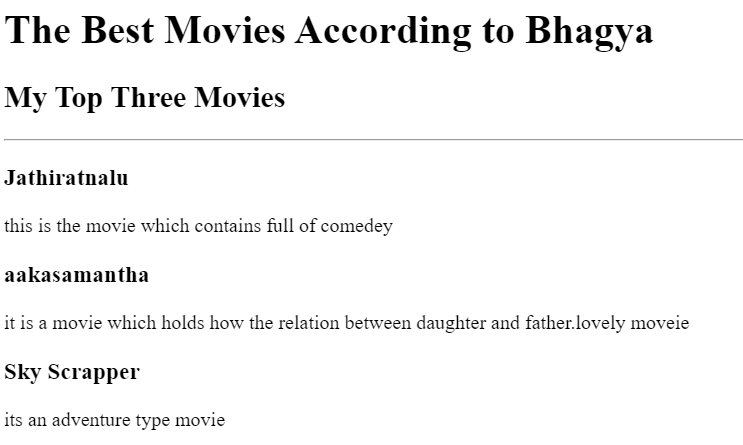 The Best Movies According to Bhagya
My Top Three Movies
Jathiratnalu
this is the movie which contains full of comedey
aakasamantha
it is a movie which holds how the relation between daughter and father.lovely moveie
Sky Scrapper
its an adventure type movie